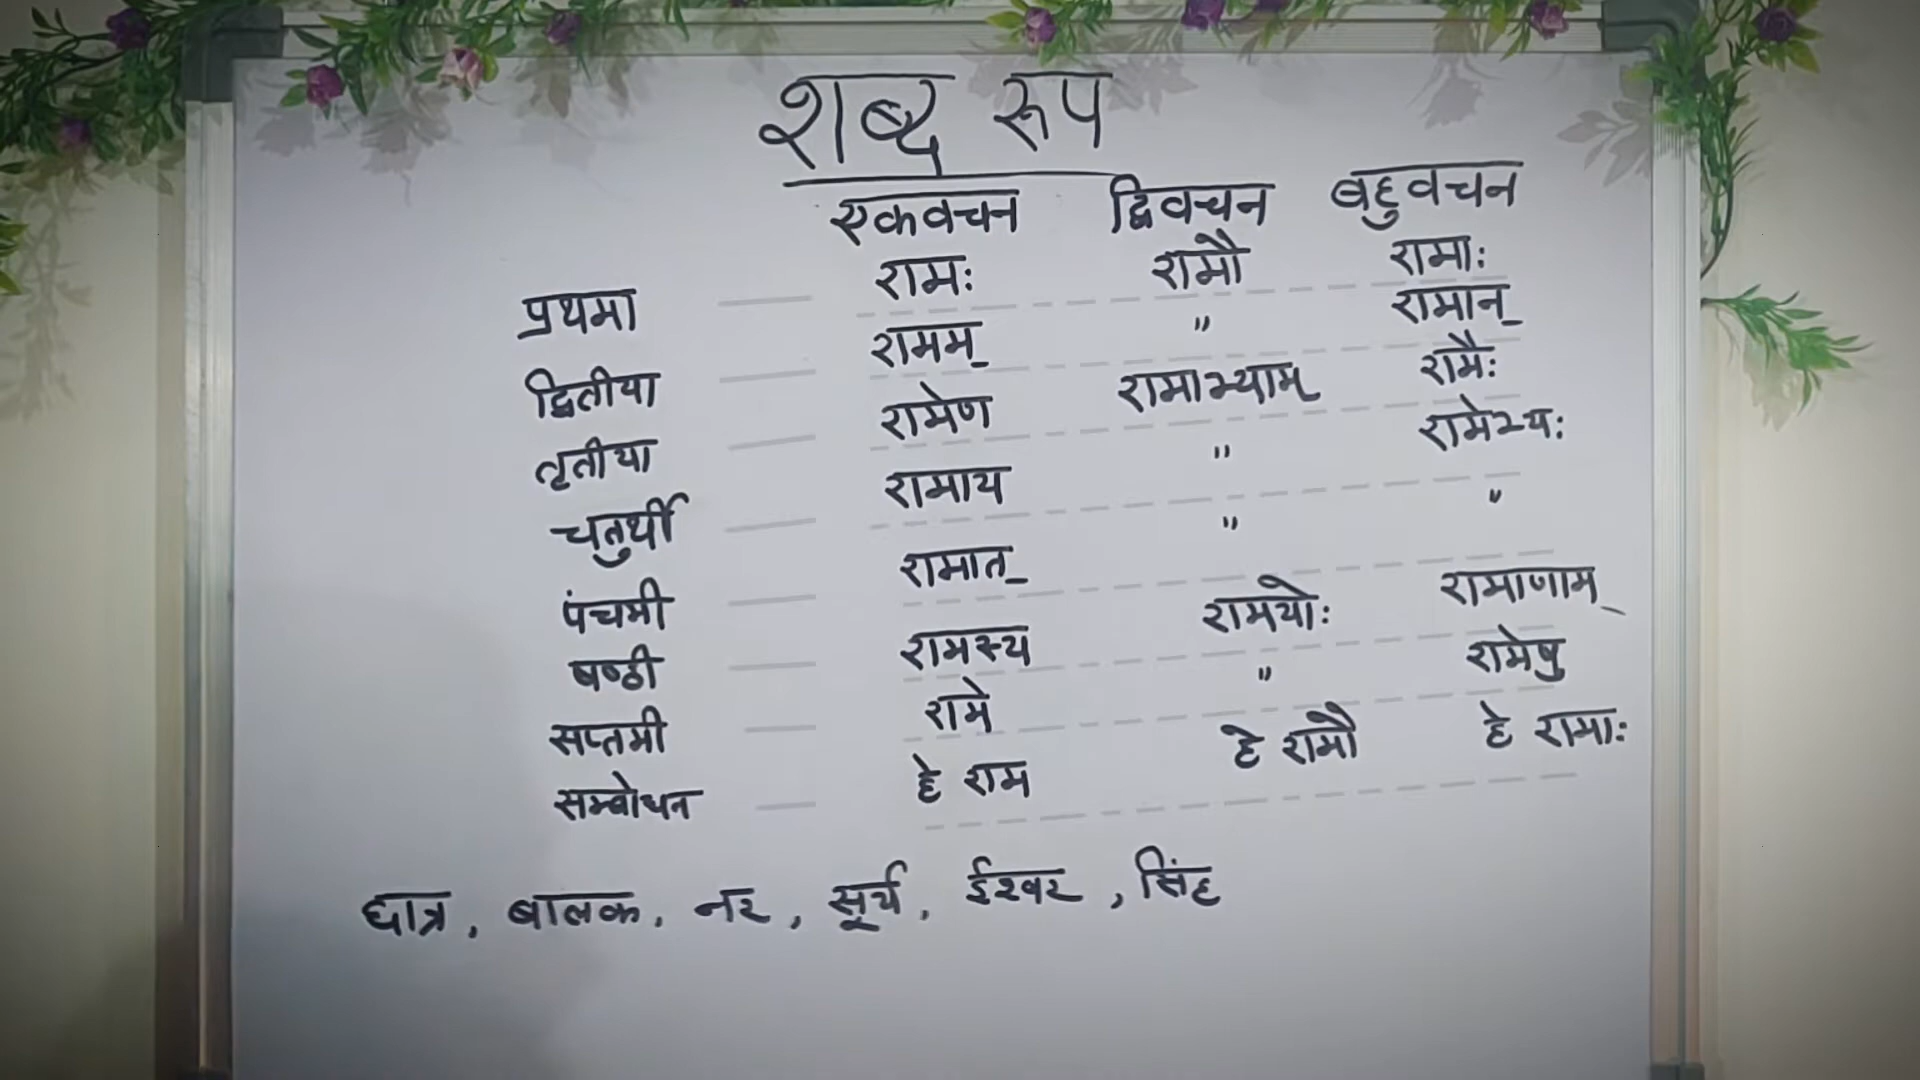 शब्द रूप
एकवचन द्विवचन बहुवचन
प्रथमा रामः रामौ रामाः
द्वितीया रामम् " रामान्
तृतीया रामेण रामाभ्याम् रामैः
चतुर्थी रामाय " रामेभ्यः
पंचमी रामात् " "
षष्ठी रामस्य रामयोः रामाणाम्
सप्तमी रामे " रामेषु
सम्बोधन हे राम हे रामौ हे रामाः
छात्र, बालक, नर, सूर्य, ईश्वर, सिंह